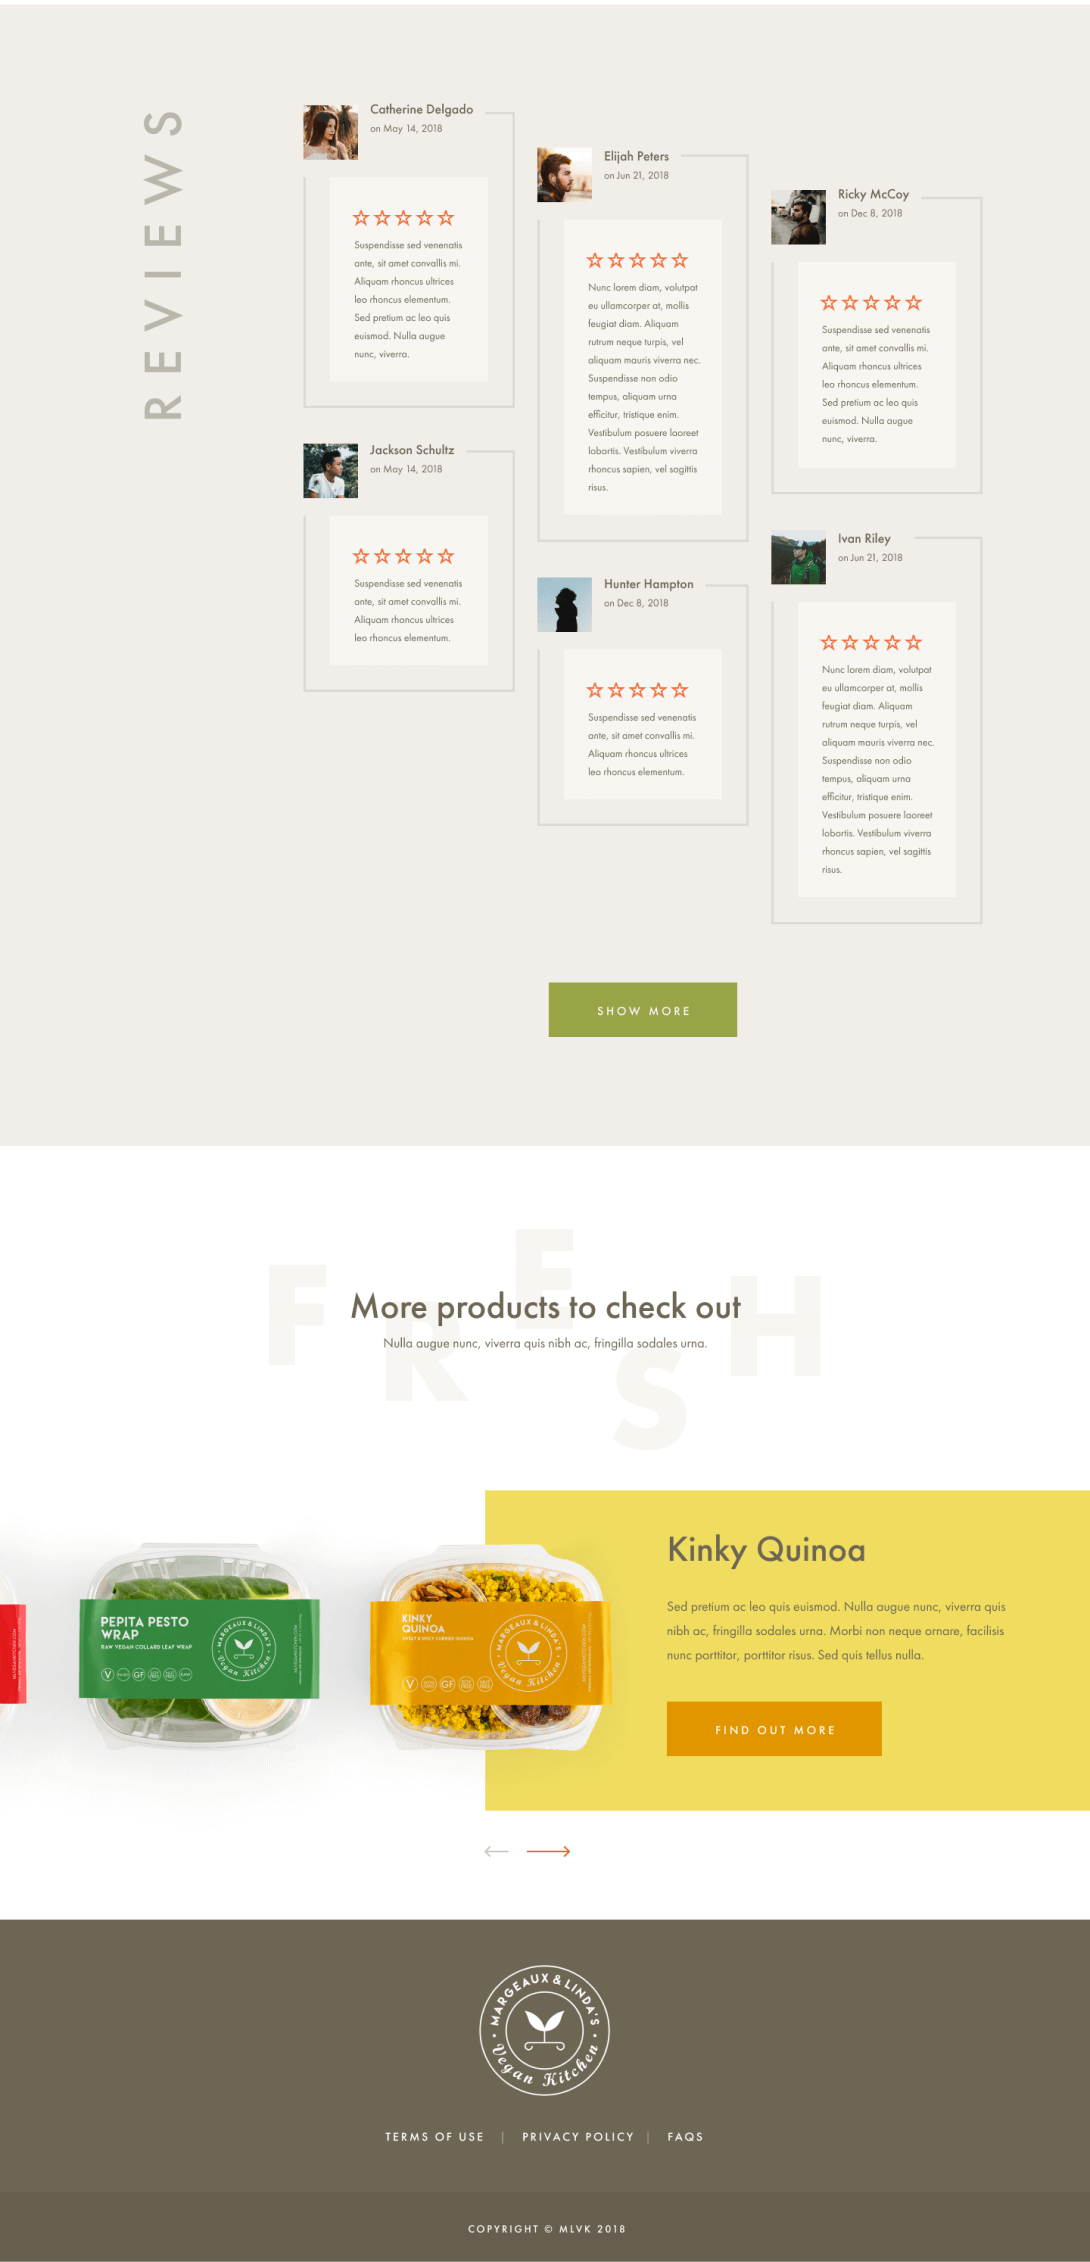 REVIEWS
Catherine Delgado
on May 14, 2018
Suspendisse sed venenatis
ante, sit amet convallis mi.
Aliquam rhoncus ultrices
leo rhoncus elementum.
Sed pretium ac leo quis
euismod. Nulla augue
nunc, viverra.
Jackson Schultz
on May 14, 2018
Suspendisse sed venenatis
ante, sit amet convallis mi.
Aliquam rhoncus ultrices
leo rhoncus elementum.
Elijah Peters
on Jun 21, 2018
Nunc lorem diam, volutpat
eu ullamcorper at, mollis
feugiat diam. Aliquam
rutrum neque turpis, vel
aliquam mauris viverra nec.
Suspendisse non odio
tempus, aliquam urna
efficitur, tristique enim.
Vestibulum posuere laoreet
lobortis. Vestibulum viverra
rhoncus sapien, vel sagittis
risus.
Hunter Hampton
on Dec 8, 2018
Suspendisse sed venenatis
ante, sit amet convallis mi.
Aliquam rhoncus ultrices
leo rhoncus elementum.
Ricky McCoy
on Dec 8, 2018
Suspendisse sed venenatis
ante, sit amet convallis mi.
Aliquam rhoncus ultrices
leo rhoncus elementum.
Sed pretium ac leo quis
euismod. Nulla augue
nunc, viverra.
Ivan Riley
on Jun 21, 2018
Nunc lorem diam, volutpat
eu ullamcorper at, mollis
feugiat diam. Aliquam
rutrum neque turpis, vel
aliquam mauris viverra nec.
Suspendisse non odio
tempus, aliquam urna
efficitur, tristique enim.
Vestibulum posuere laoreet
lobortis. Vestibulum viverra
rhoncus sapien, vel sagittis
risus.
SHOW MORE
FRESH
More products to check out
Nulla augue nunc, viverra quis nibh ac, fringilla sodales urna.
PEPITA PESTO
WRAP
RAW VEGAN COLLARD LEAF WRAP
V
GF
MARGEAUX & LINDA'S
Vegan Kitchen
KINKY
QUINOA
SWEET & SPICY CURRIED QUINOA
V
GF
MARGEAUX & LINDA'S
Vegan Kitchen
Kinky Quinoa
Sed pretium ac leo quis euismod. Nulla augue nunc, viverra quis
nibh ac, fringilla sodales urna. Morbi non neque ornare, facilisis
nunc porttitor, porttitor risus. Sed quis tellus nulla.
FIND OUT MORE
MARGEAUX & LINDA'S
Vegan Kitchen
TERMS OF USE | PRIVACY POLICY | FAQS
COPYRIGHT © MLVK 2018